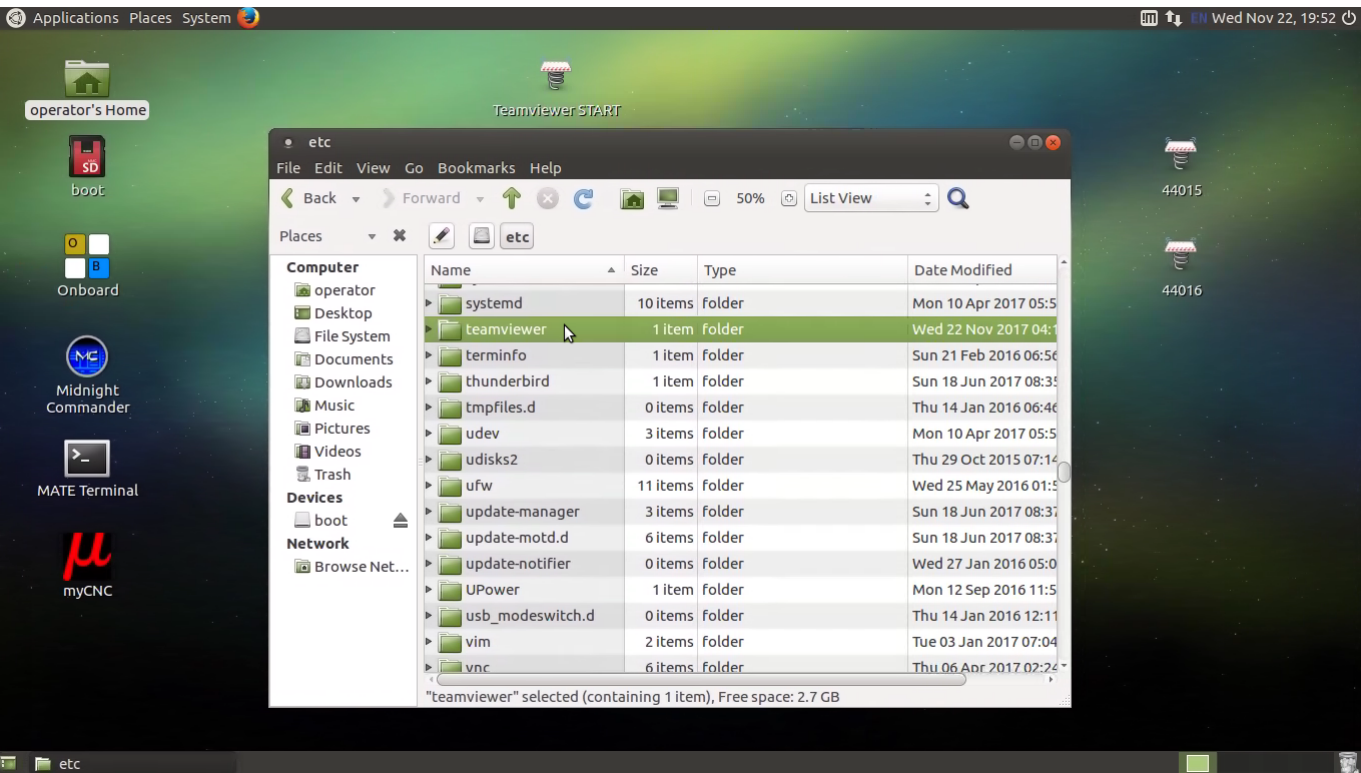 Applications Places System
EN Wed Nov 22, 19:52
operator's Home
Teamviewer START
boot
SD
44015
O
B
Onboard
44016
MC
Midnight
Commander
>_
MATE Terminal
μ
myCNC
etc
File Edit View Go Bookmarks Help
Back Forward 50% List View
Places etc
Computer
operator
Desktop
File System
Documents
Downloads
Music
Pictures
Videos
Trash
Devices
boot
Network
Browse Net...
Name Size Type Date Modified
systemd 10 items folder Mon 10 Apr 2017 05:5
teamviewer 1 item folder Wed 22 Nov 2017 04:1
terminfo 1 item folder Sun 21 Feb 2016 06:56
thunderbird 1 item folder Sun 18 Jun 2017 08:35
tmpfiles.d 0 items folder Thu 14 Jan 2016 06:46
udev 3 items folder Mon 10 Apr 2017 05:5
udisks2 0 items folder Thu 29 Oct 2015 07:14
ufw 11 items folder Wed 25 May 2016 01:5
update-manager 3 items folder Sun 18 Jun 2017 08:37
update-motd.d 6 items folder Sun 18 Jun 2017 08:37
update-notifier 0 items folder Wed 27 Jan 2016 05:0
UPower 1 item folder Mon 12 Sep 2016 11:5
usb_modeswitch.d 0 items folder Thu 14 Jan 2016 12:11
vim 2 items folder Tue 03 Jan 2017 07:04
vnc 6 items folder Thu 06 Apr 2017 02:24
"teamviewer" selected (containing 1 item), Free space: 2.7 GB
etc